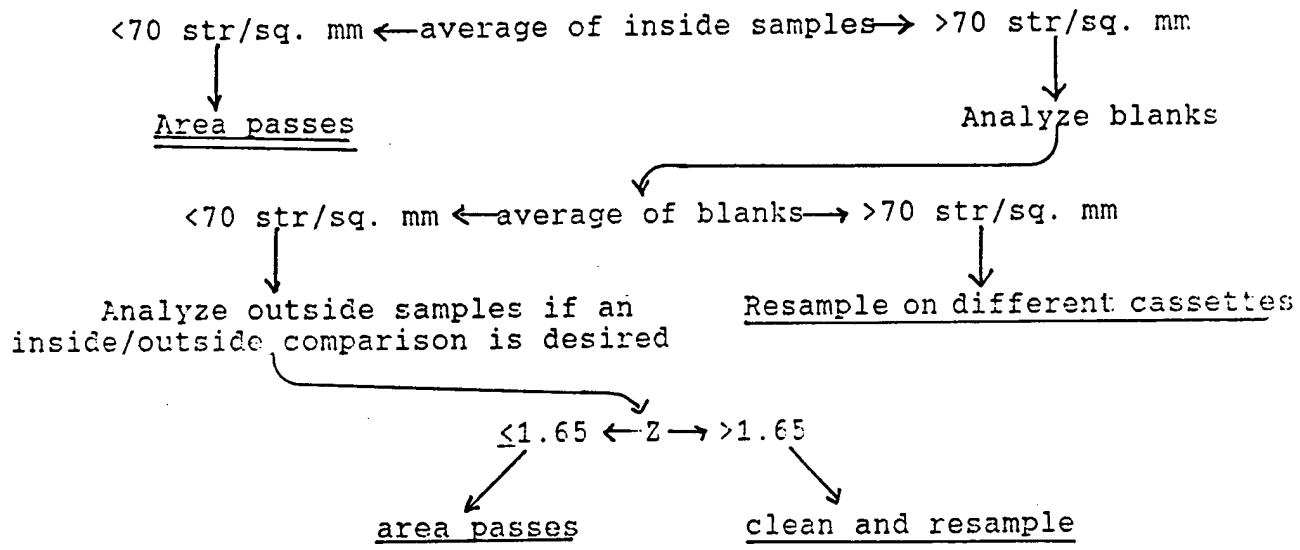 <70 str/sq. mm ←average of inside samples→ >70 str/sq. mm
Area passes
Analyze blanks
<70 str/sq. mm ←average of blanks→ >70 str/sq. mm
Analyze outside samples if an
inside/outside comparison is desired
Resample on different cassettes
≤1.65 ←Z→ >1.65
area passes
clean and resample